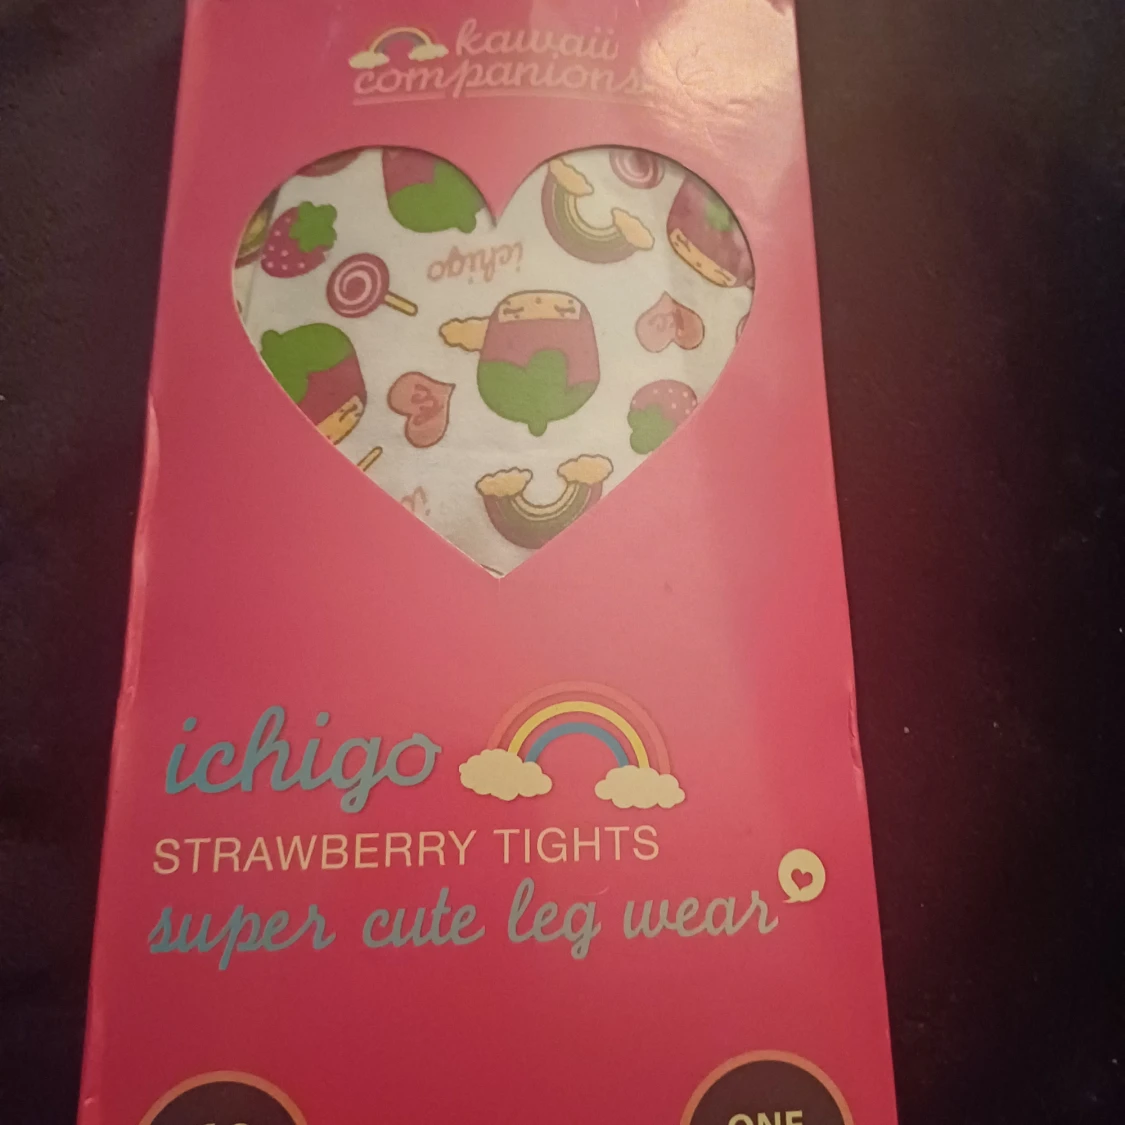 kawaii
companions
ichigo
ichigo
STRAWBERRY TIGHTS
super cute leg wear
ONE